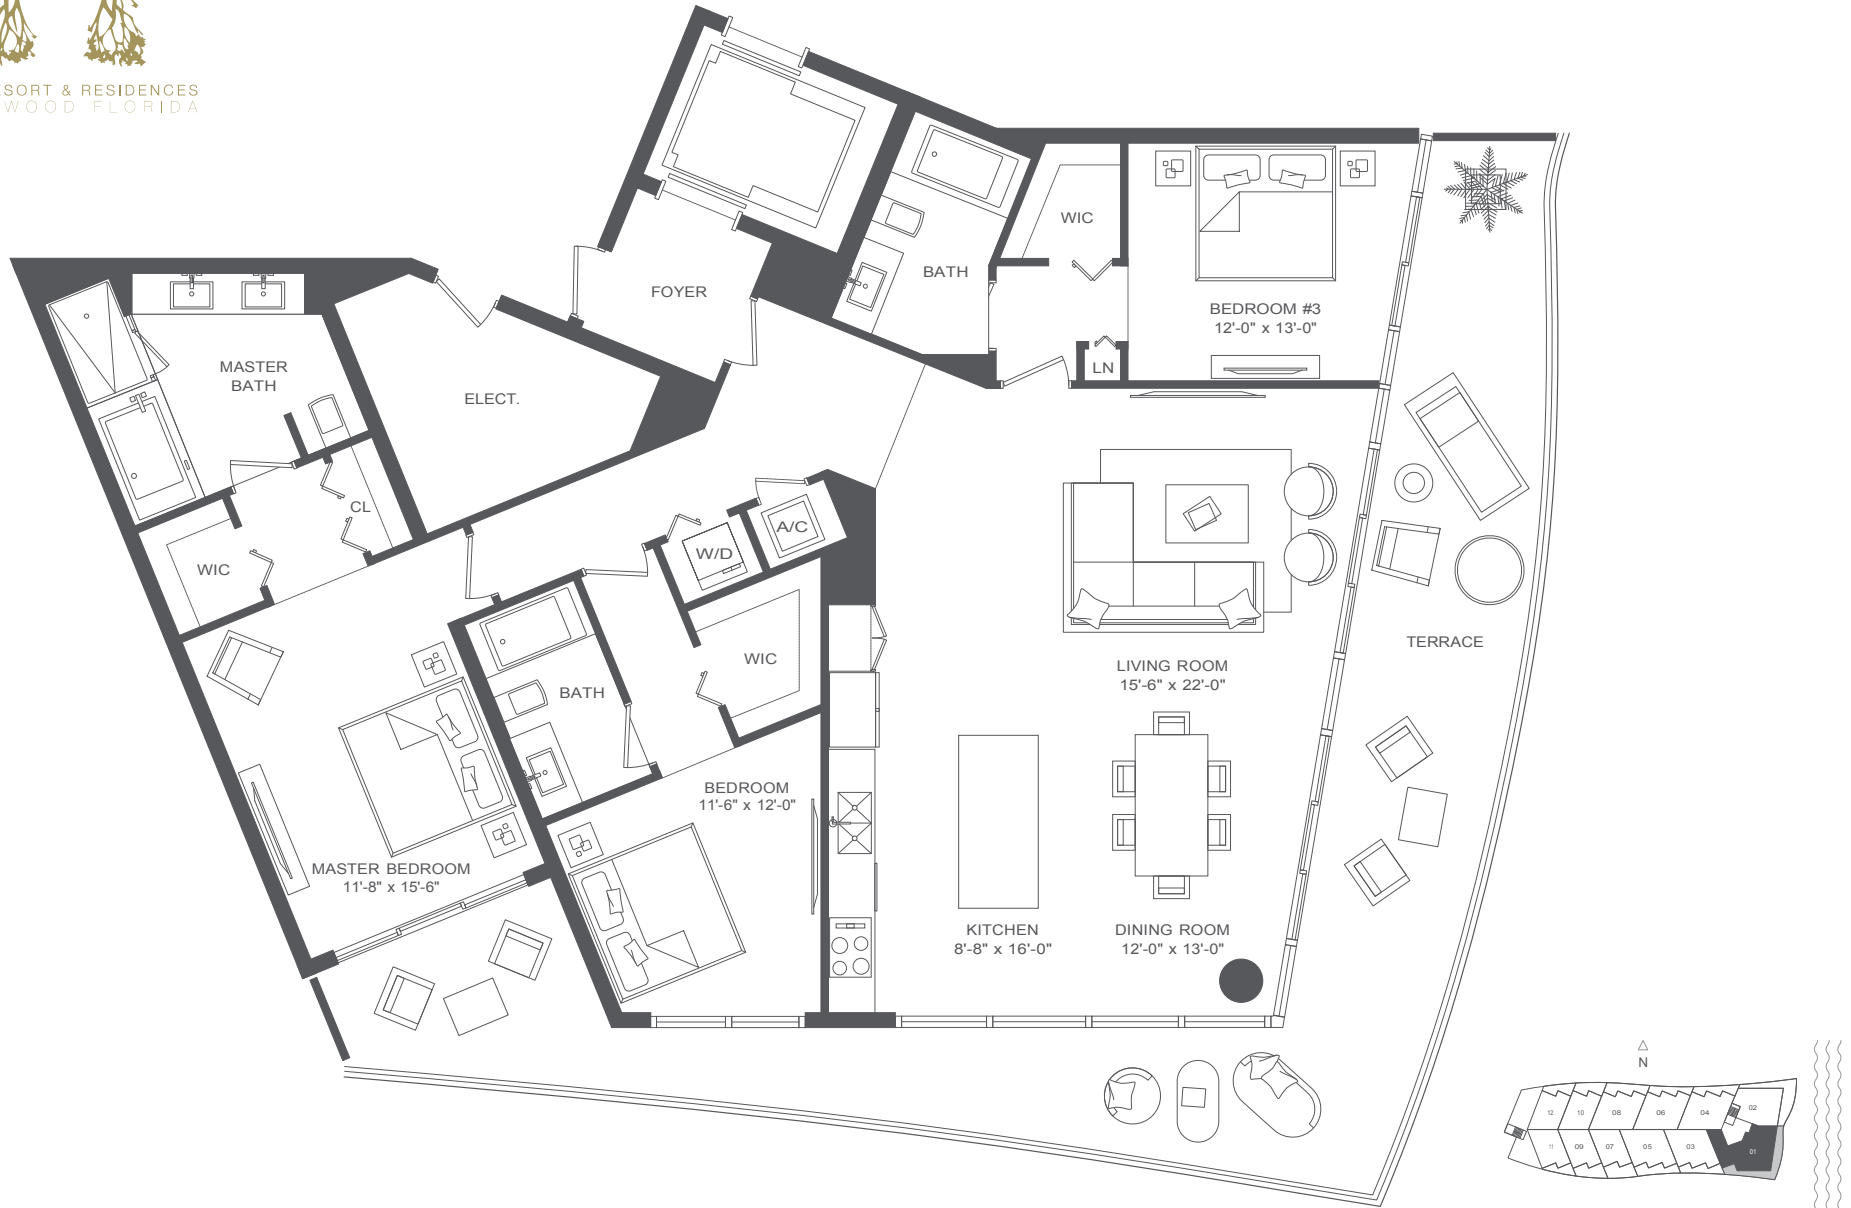 ESORT & RESIDENCES
WOOD FLORIDA
WIC
BATH
FOYER
BEDROOM #3
12'-0" x 13'-0"
MASTER
BATH
LN
ELECT.
CL
A/C
W/D
WIC
TERRACE
WIC
LIVING ROOM
15'-6" x 22'-0"
BATH
BEDROOM
11'-6" x 12'-0"
MASTER BEDROOM
11'-8" x 15'-6"
KITCHEN
8'-8" x 16'-0"
DINING ROOM
12'-0" x 13'-0"
N
12
10
08
06
04
02
11
09
07
05
03
01